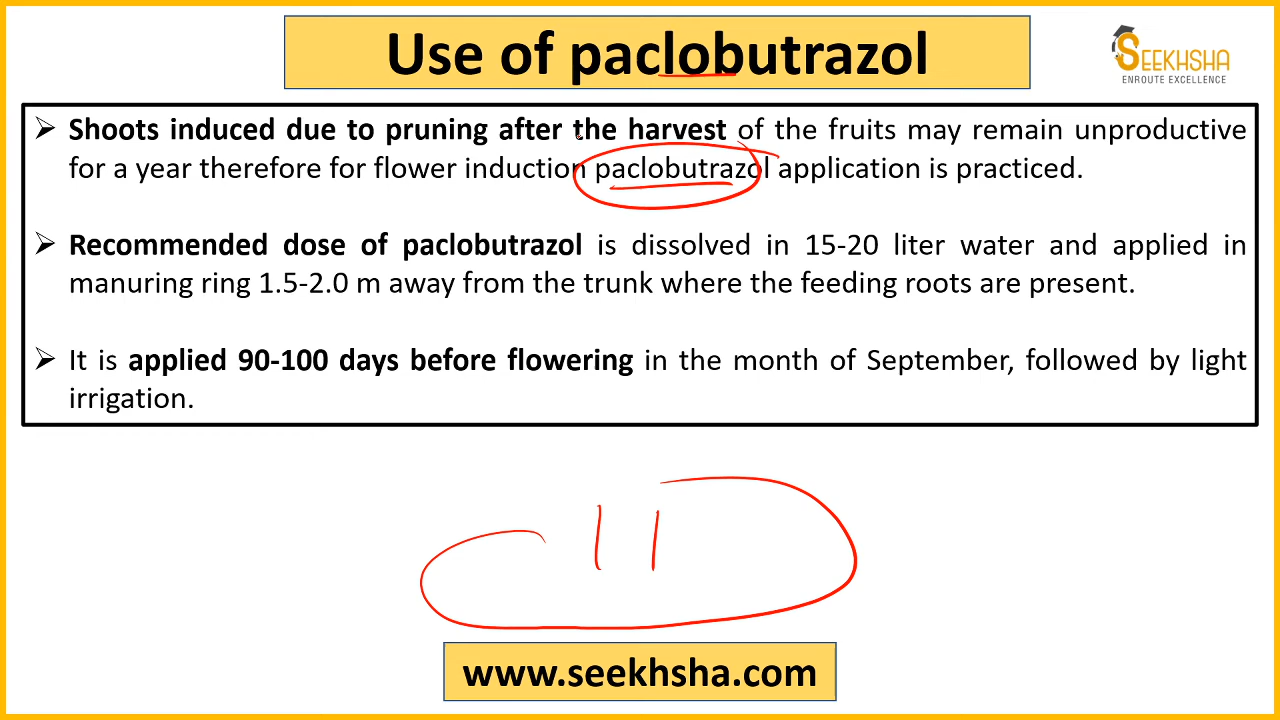 Use of paclobutrazol
SEEKHSHA
ENROUTE EXCELLENCE
➢ Shoots induced due to pruning after the harvest of the fruits may remain unproductive
for a year therefore for flower induction paclobutrazol application is practiced.
➢ Recommended dose of paclobutrazol is dissolved in 15-20 liter water and applied in
manuring ring 1.5-2.0 m away from the trunk where the feeding roots are present.
➢ It is applied 90-100 days before flowering in the month of September, followed by light
irrigation.
www.seekhsha.com